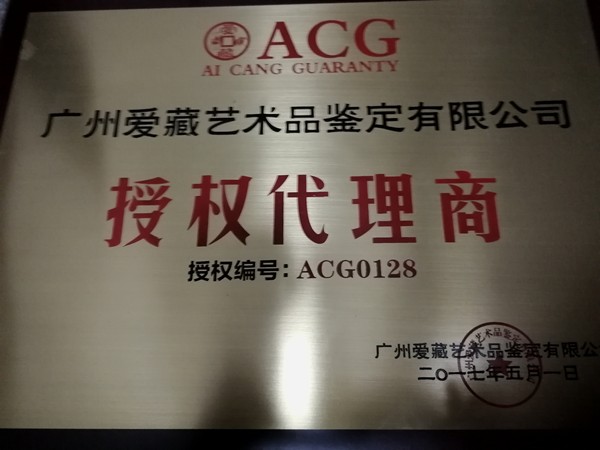 ACG
AI CANG GUARANTY
广州爱藏艺术品鉴定有限公司
授权代理商
授权编号：ACG0128
广州爱藏艺术品鉴定有限公
二〇一七年五月一日